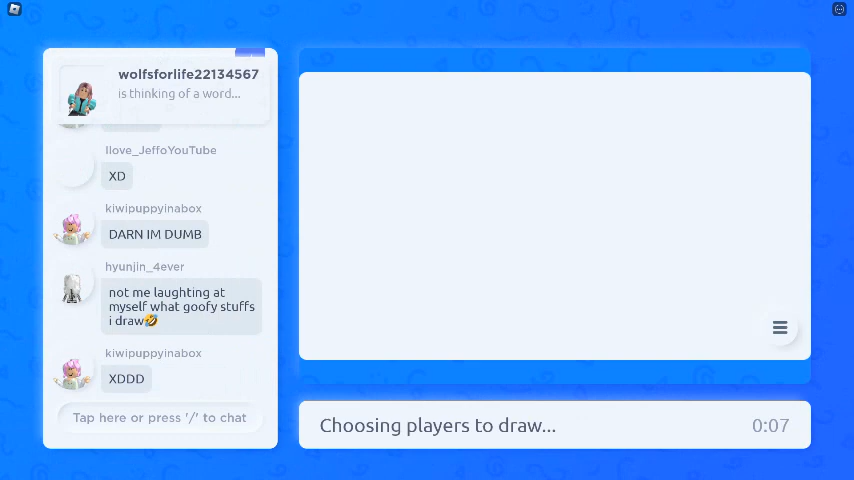 wolfsforlife22134567
is thinking of a word...
Ilove_JeffoYouTube
XD
kiwipuppyinabox
DARN IM DUMB
hyunjin_4ever
not me laughting at
myself what goofy stuffs
i draw🤣
kiwipuppyinabox
XDDD
Tap here or press '/' to chat
Choosing players to draw...
0:07